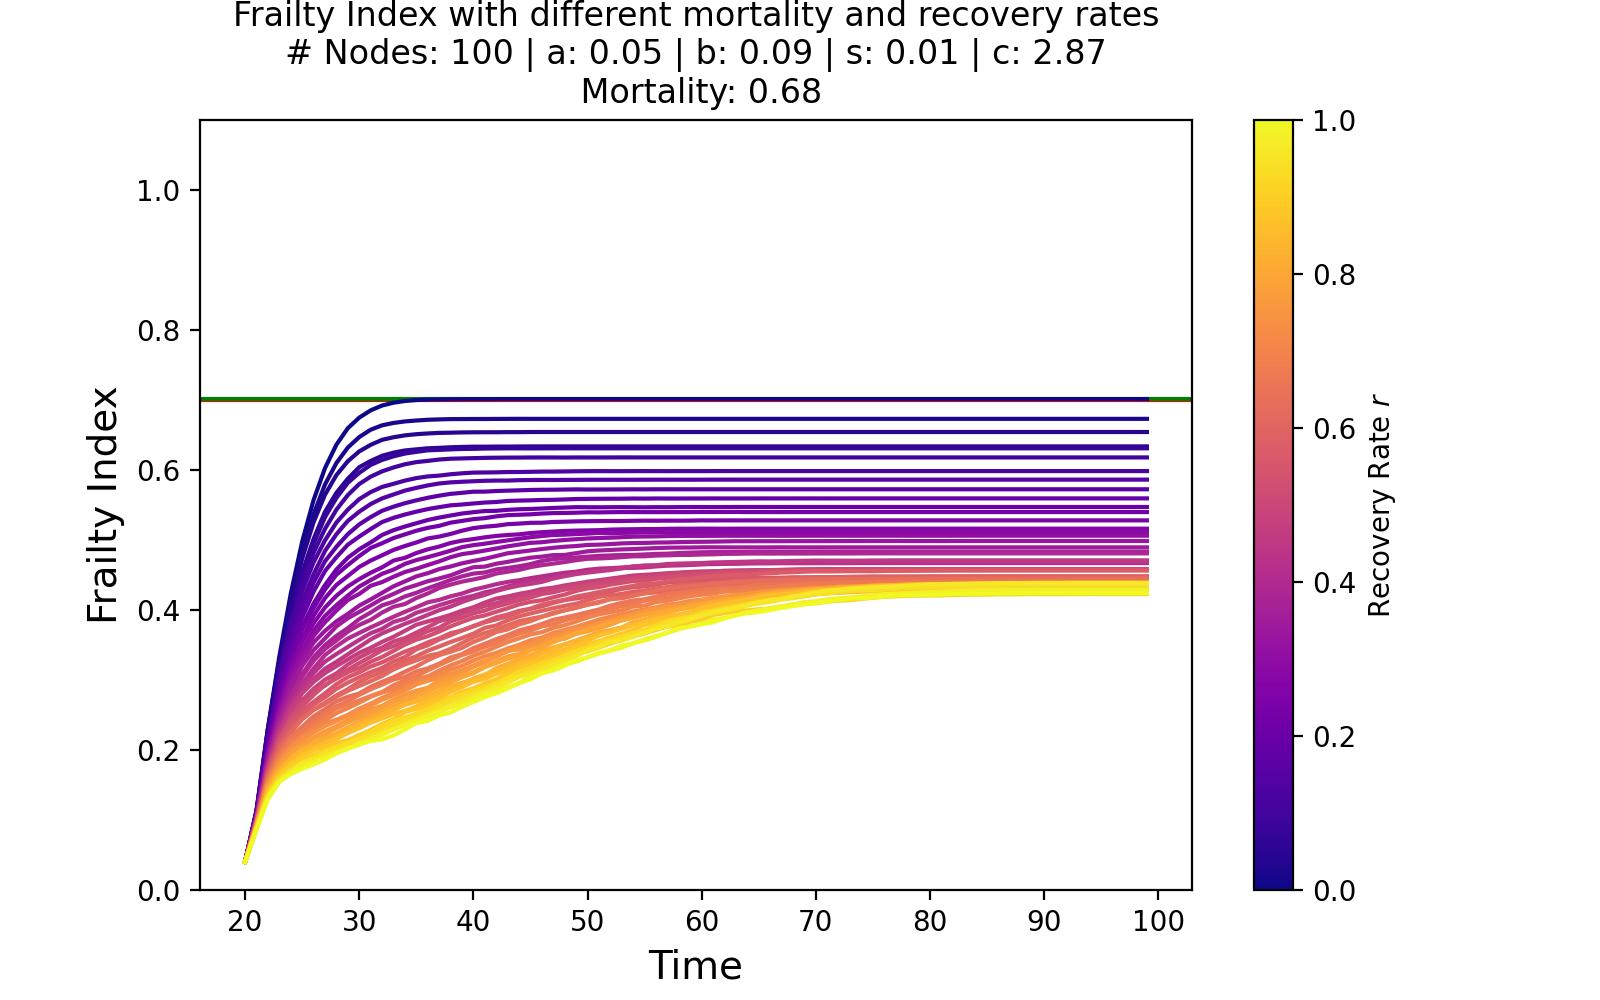 Frailty Index with different mortality and recovery rates
# Nodes: 100 | a: 0.05 | b: 0.09 | s: 0.01 | c: 2.87
Mortality: 0.68
1.0
0.8
0.6
0.4
0.2
0.0
Frailty Index
20 30 40 50 60 70 80 90 100
Time
1.0
0.8
0.6
0.4
0.2
0.0
Recovery Rate r